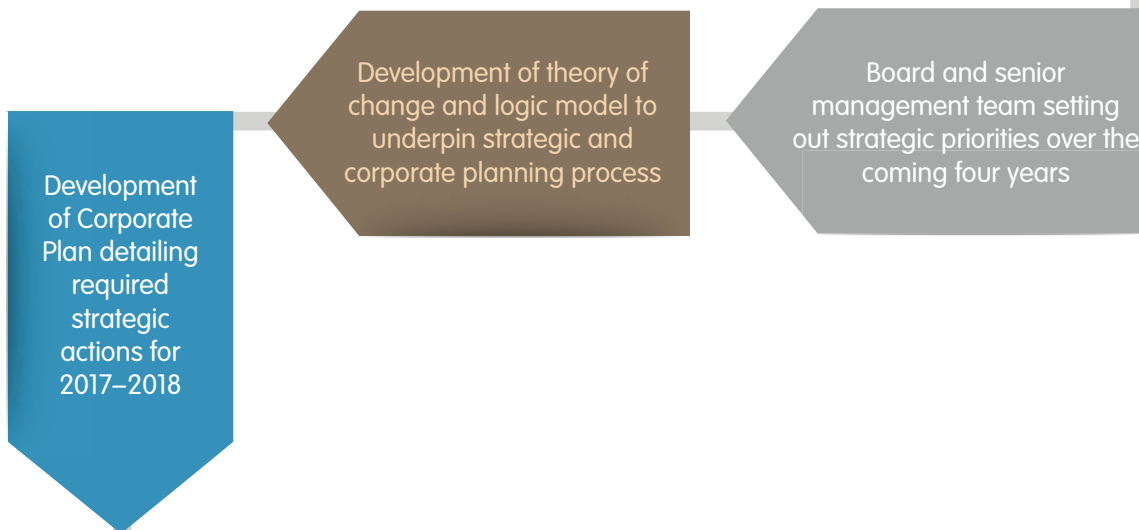 Development of theory of
change and logic model to
underpin strategic and
corporate planning process
Board and senior
management team setting
out strategic priorities over the
coming four years
Development
of Corporate
Plan detailing
required
strategic
actions for
2017–2018